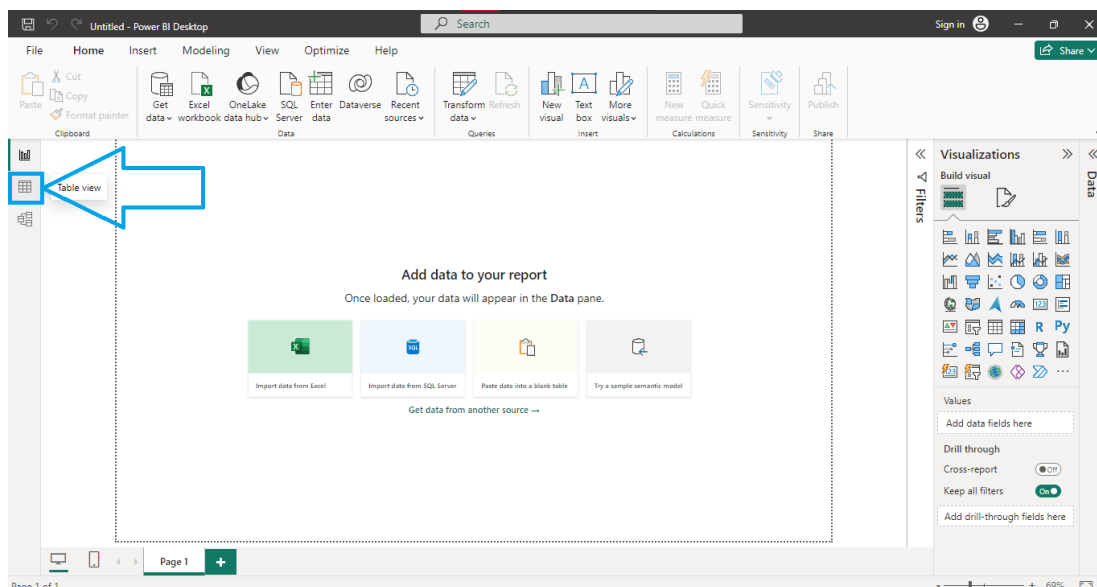 Untitled - Power BI Desktop
Search
Sign in
File Home Insert Modeling View Optimize Help
Share
Paste
Cut
Copy
Format painter
Clipboard
Get data
Excel workbook
OneLake data hub
SQL Server
Enter data
Dataverse
Recent sources
Data
Transform data
Refresh
Queries
New visual
A
Text box
More visuals
Insert
New measure
Quick measure
Calculations
Sensitivity
Sensitivity
Publish
Share
Table view
Add data to your report
Once loaded, your data will appear in the Data pane.
SQL
Import data from Excel
Import data from SQL Server
Paste data into a blank table
Try a sample semantic model
Get data from another source →
Filters
Visualizations
Build visual
Data
123
R Py
123
Values
Add data fields here
Drill through
Cross-report
Off
Keep all filters
On
Add drill-through fields here
Page 1
+
Page 1 of 1
- + 69%